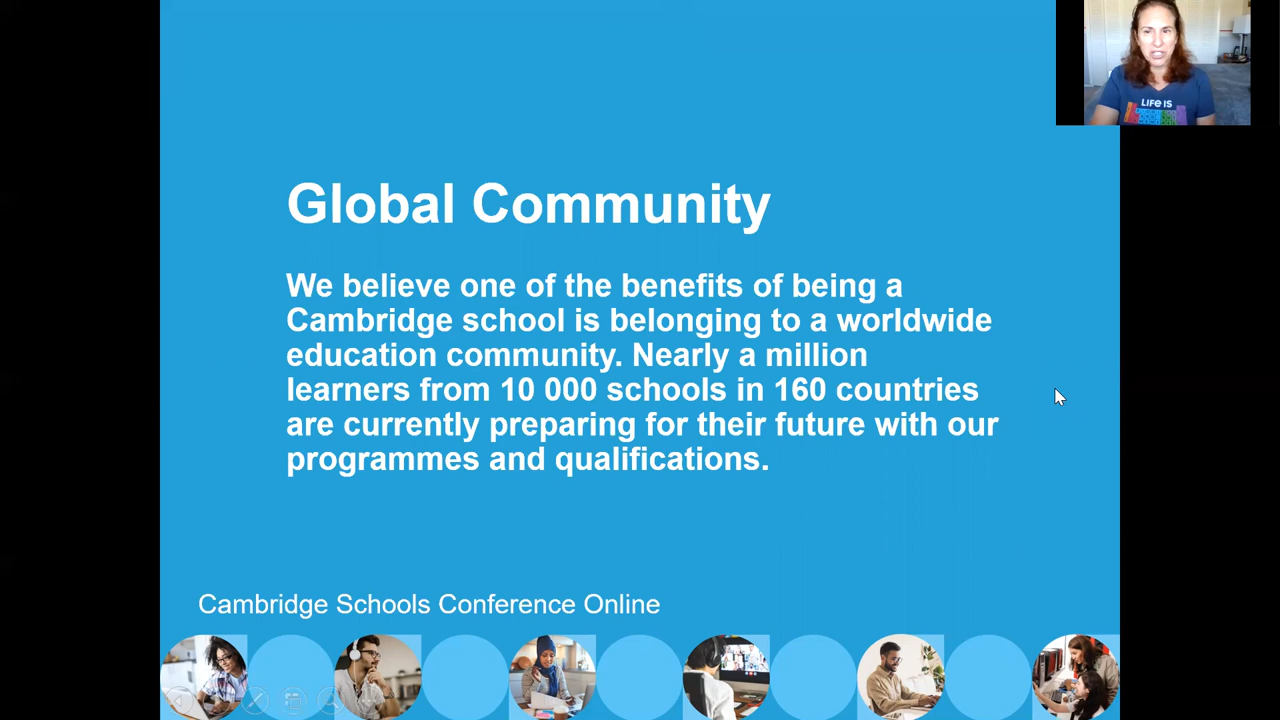 LIFE IS
Global Community
We believe one of the benefits of being a
Cambridge school is belonging to a worldwide
education community. Nearly a million
learners from 10 000 schools in 160 countries
are currently preparing for their future with our
programmes and qualifications.
Cambridge Schools Conference Online